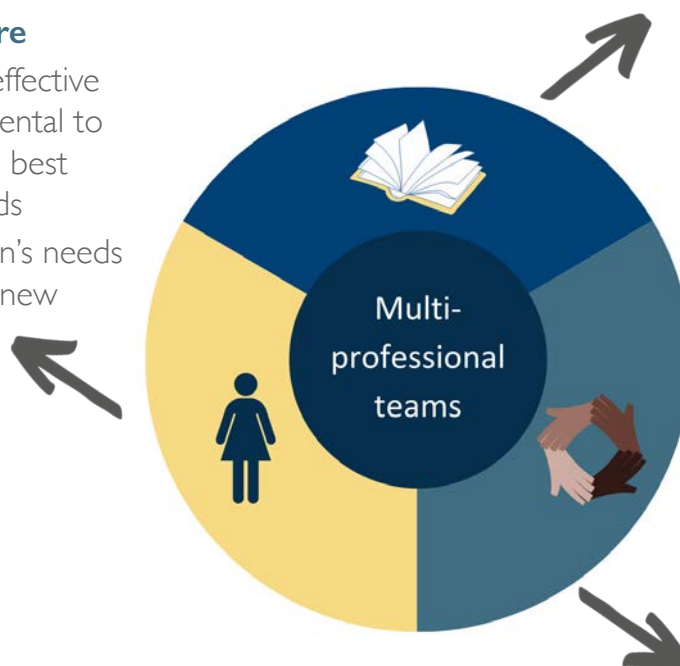 re
effective
ental to
best
ds
n's needs
new
Multi-
professional
teams